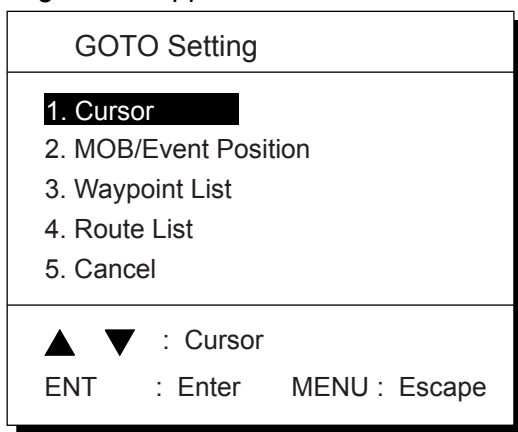 GOTO Setting
1. Cursor
2. MOB/Event Position
3. Waypoint List
4. Route List
5. Cancel
▲ ▼ : Cursor
ENT : Enter MENU : Escape